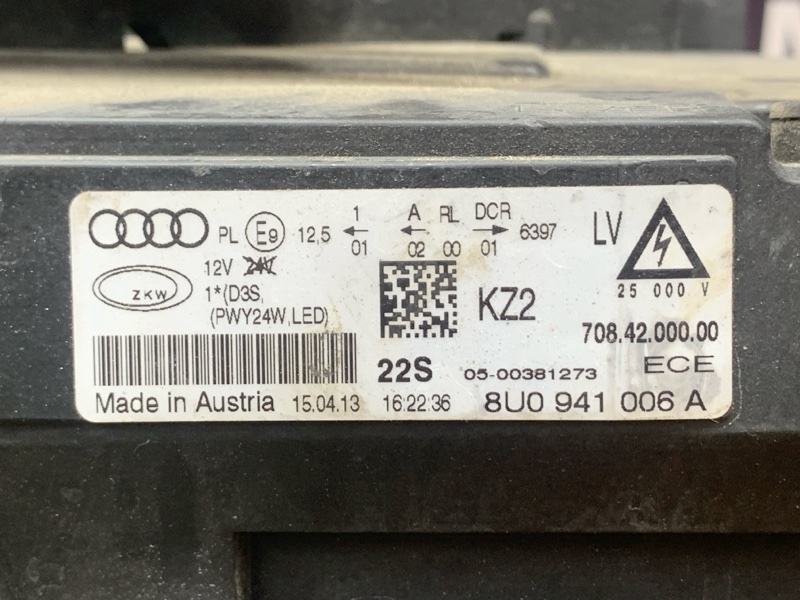 PL E9 12,5 1 A RL DCR 6397 LV
01 02 00 01
12V 24V
ZKW 1*(D3S,
(PWY24W,LED)
KZ2
25 000 V
708.42.000.00
22S 05-00381273 ECE
Made in Austria 15.04.13 16:22:36 8U0 941 006 A